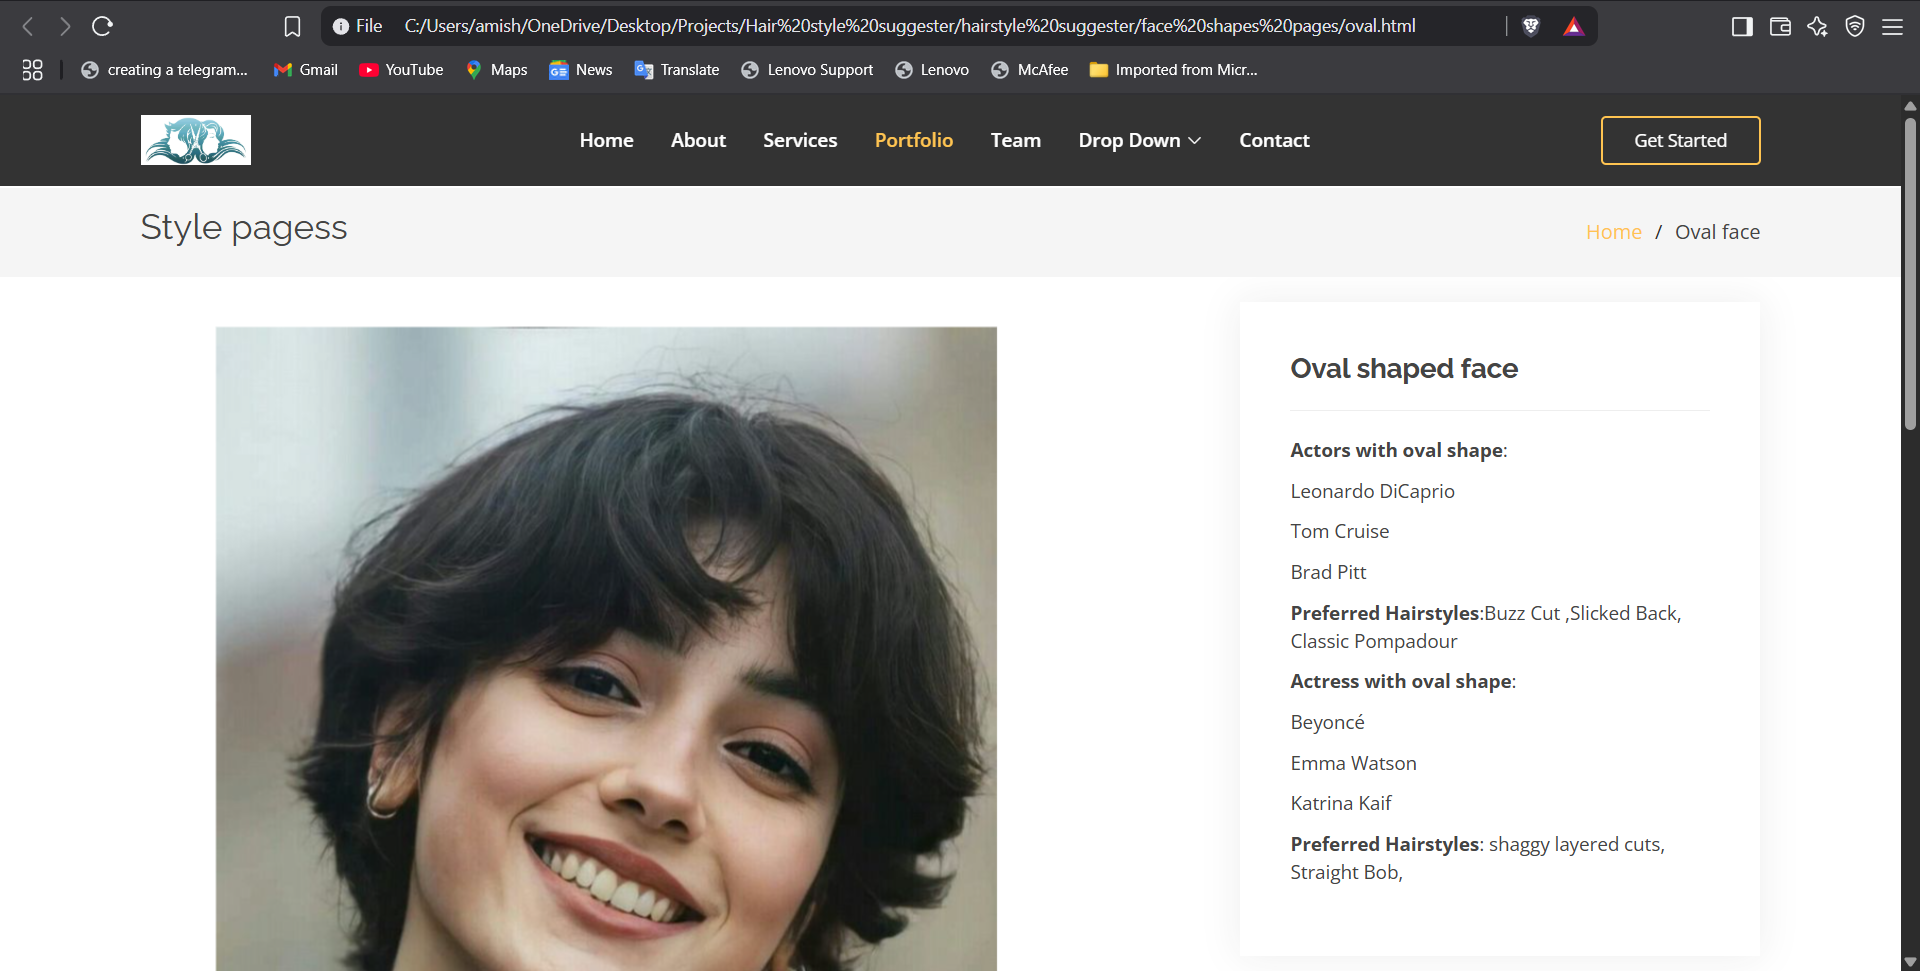 File C:/Users/amish/OneDrive/Desktop/Projects/Hair%20style%20suggester/hairstyle%20suggester/face%20shapes%20pages/oval.html
creating a telegram... Gmail YouTube Maps News Translate Lenovo Support Lenovo McAfee Imported from Micr...
Home About Services Portfolio Team Drop Down Contact Get Started
Style pagess
Home / Oval face
Oval shaped face
Actors with oval shape:
Leonardo DiCaprio
Tom Cruise
Brad Pitt
Preferred Hairstyles:Buzz Cut ,Slicked Back,
Classic Pompadour
Actress with oval shape:
Beyoncé
Emma Watson
Katrina Kaif
Preferred Hairstyles: shaggy layered cuts,
Straight Bob,